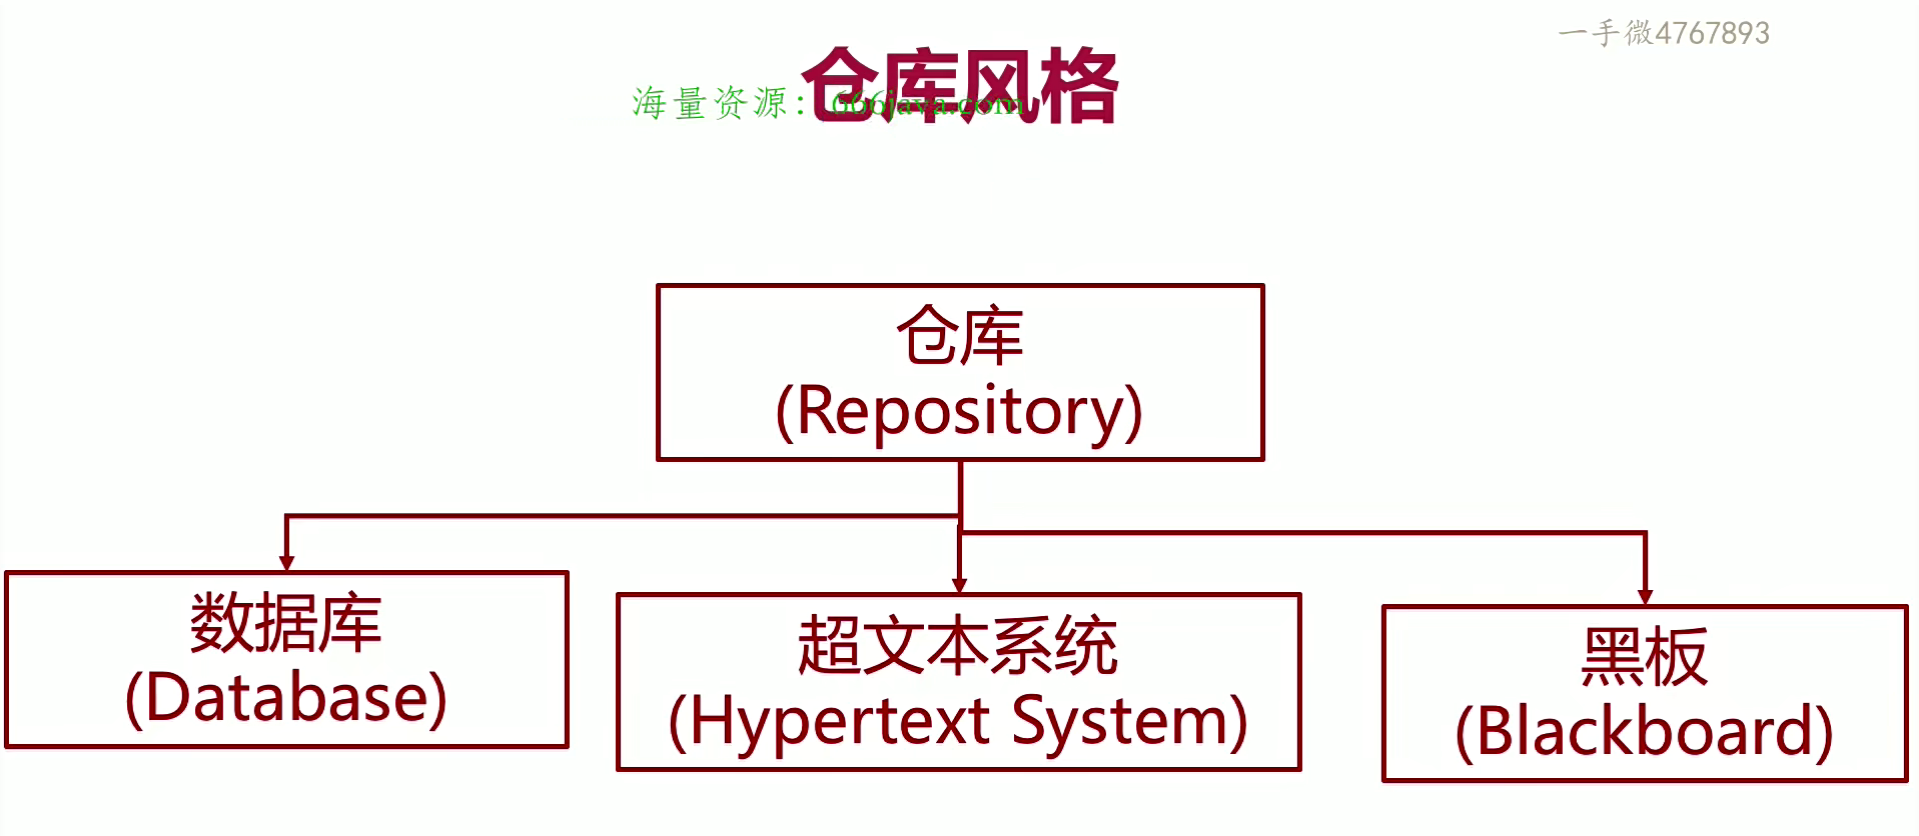 一手微4767893
仓库风格
海量资源：666java.com
仓库
(Repository)
数据库
(Database)
超文本系统
(Hypertext System)
黑板
(Blackboard)